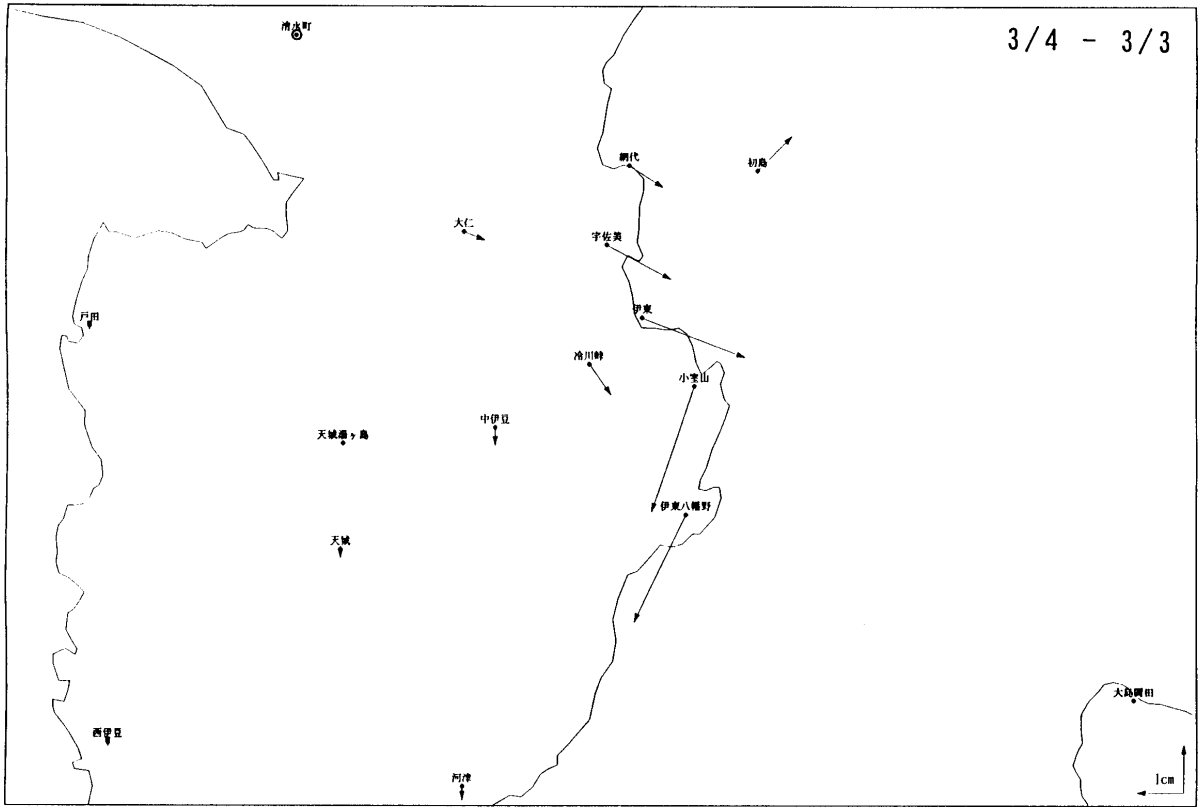 清水町
3/4 - 3/3
網代
初島
大仁
宇佐美
戸田
伊東
冷川峠
小室山
中伊豆
天城湯ヶ島
伊東八幡野
天城
大島岡田
西伊豆
河津
1cm